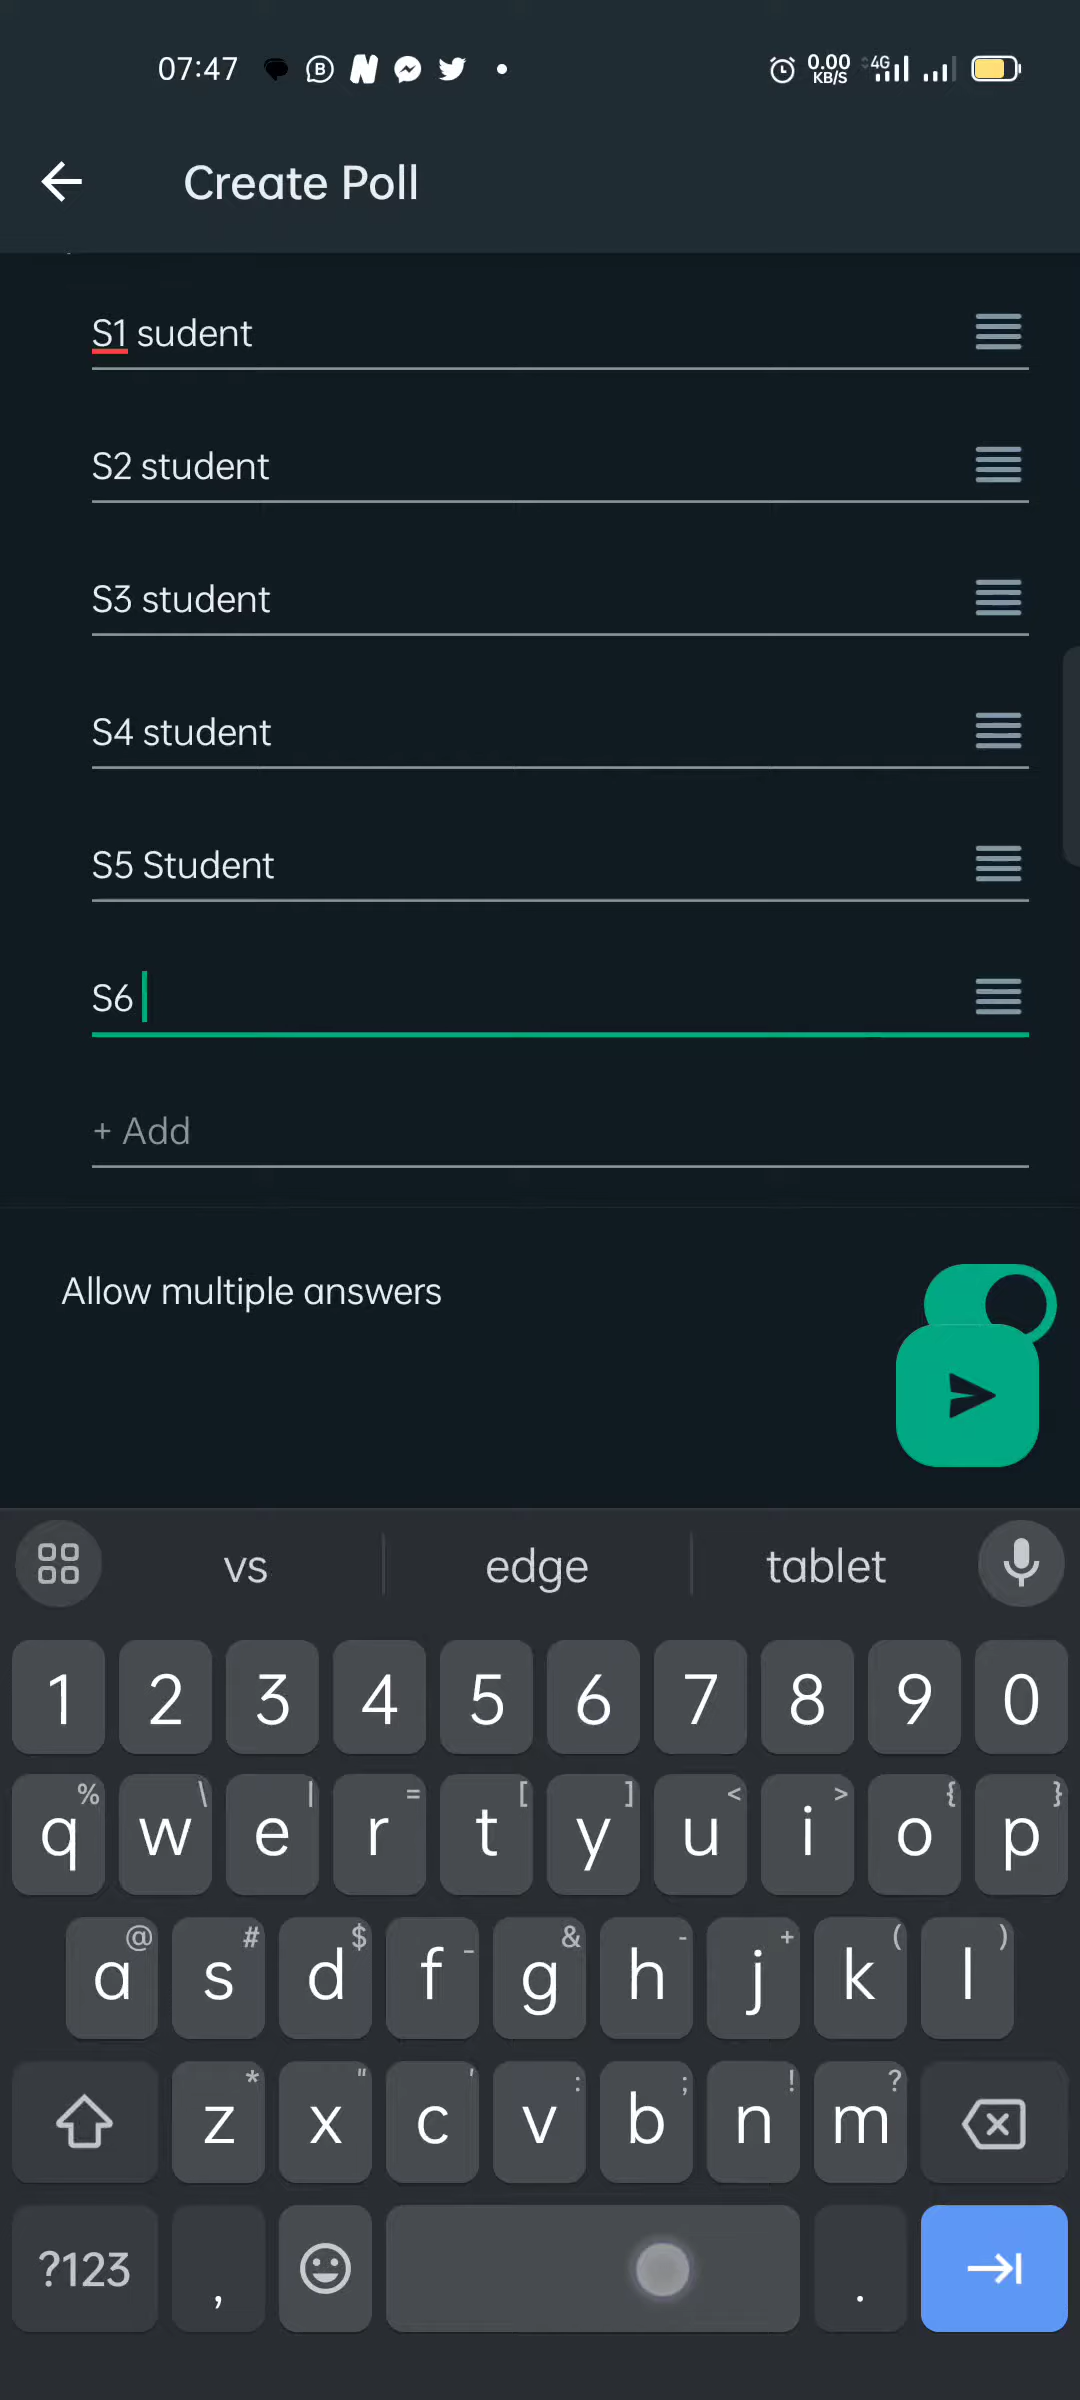 07:47 0.00 KB/S 4G
Create Poll
S1 sudent
S2 student
S3 student
S4 student
S5 Student
S6
+ Add
Allow multiple answers
vs edge tablet
1 2 3 4 5 6 7 8 9 0
% \ | = [ ] < > { }
q w e r t y u i o p
@ # $ _ & - + ( )
a s d f g h j k l
* " ' : ; ! ?
z x c v b n m
?123 , .